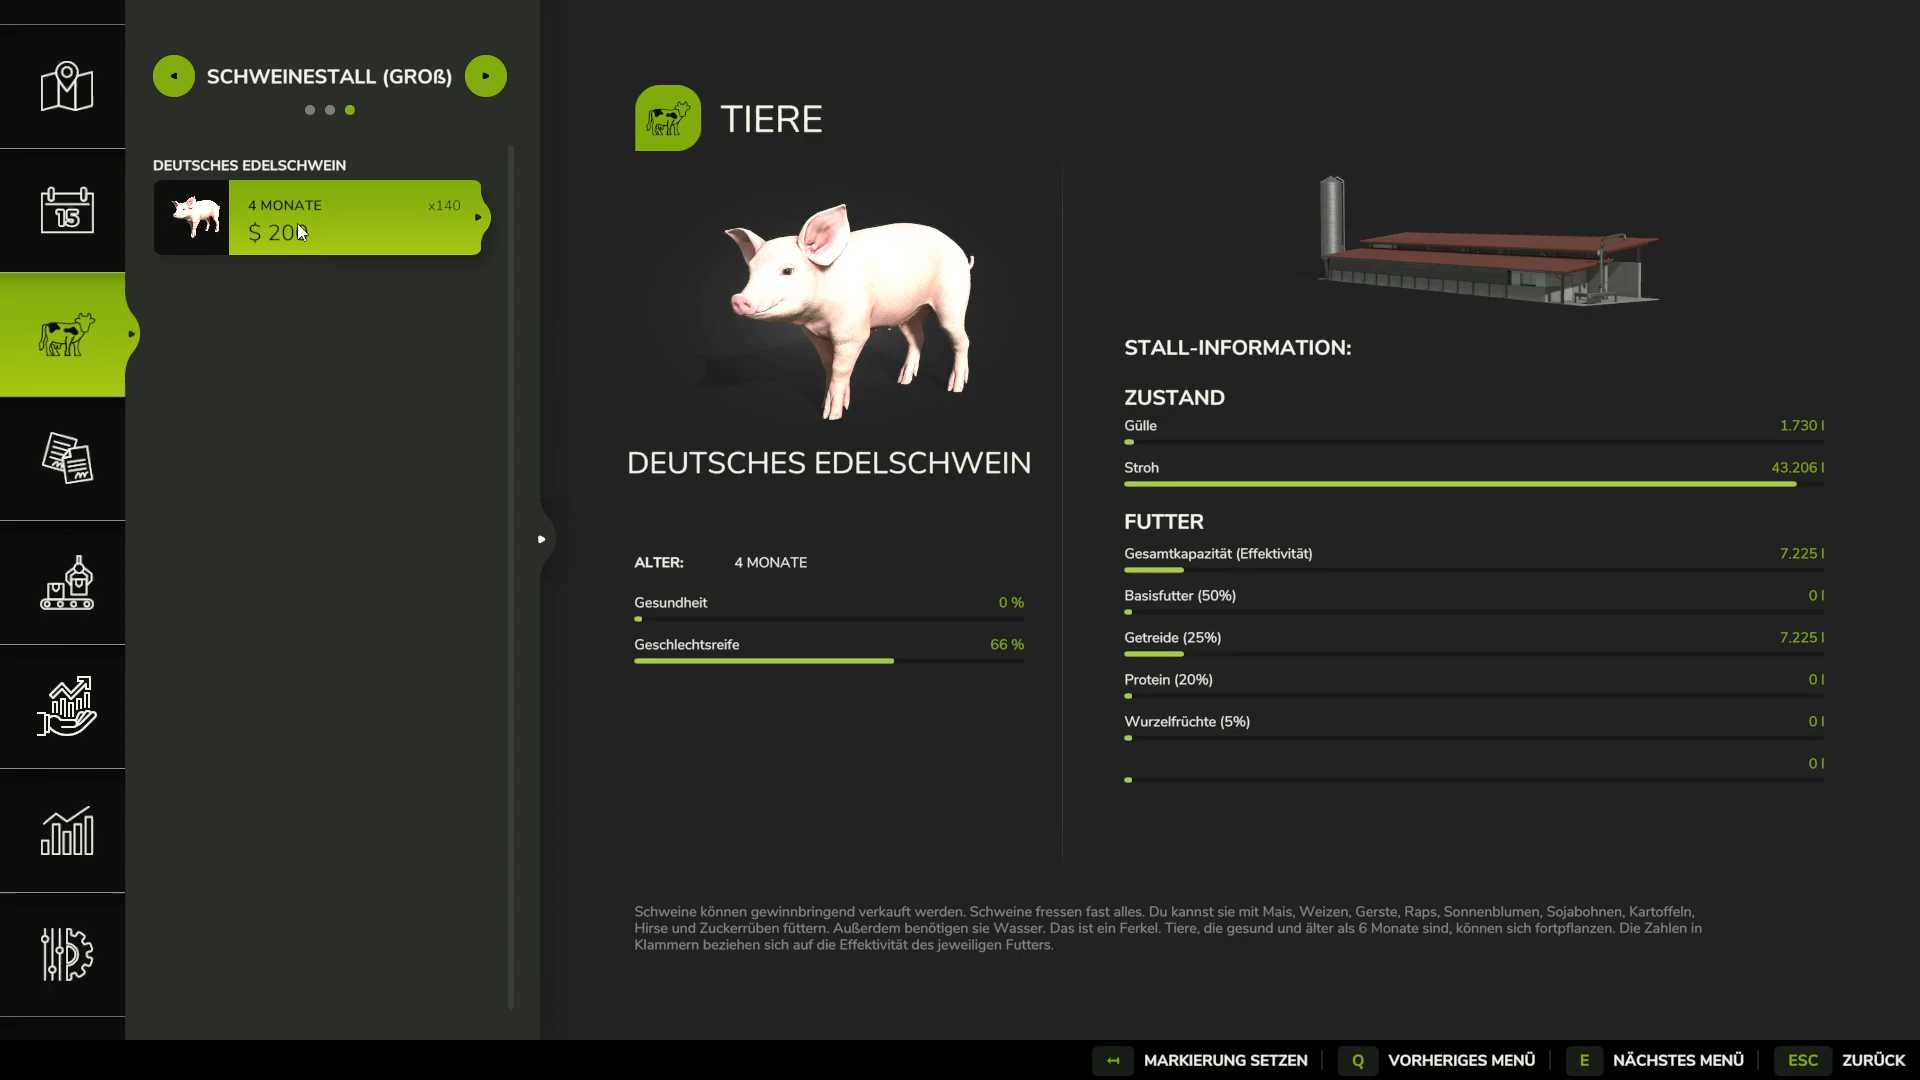 SCHWEINESTALL (GROß)
DEUTSCHES EDELSCHWEIN
4 MONATE x140
$ 20
15
TIERE
DEUTSCHES EDELSCHWEIN
ALTER: 4 MONATE
Gesundheit 0 %
Geschlechtsreife 66 %
STALL-INFORMATION:
ZUSTAND
Gülle 1.730 l
Stroh 43.206 l
FUTTER
Gesamtkapazität (Effektivität) 7.225 l
Basisfutter (50%) 0 l
Getreide (25%) 7.225 l
Protein (20%) 0 l
Wurzelfrüchte (5%) 0 l
0 l
Schweine können gewinnbringend verkauft werden. Schweine fressen fast alles. Du kannst sie mit Mais, Weizen, Gerste, Raps, Sonnenblumen, Sojabohnen, Kartoffeln,
Hirse und Zuckerrüben füttern. Außerdem benötigen sie Wasser. Das ist ein Ferkel. Tiere, die gesund und älter als 6 Monate sind, können sich fortpflanzen. Die Zahlen in
Klammern beziehen sich auf die Effektivität des jeweiligen Futters.
MARKIERUNG SETZEN Q VORHERIGES MENÜ E NÄCHSTES MENÜ ESC ZURÜCK